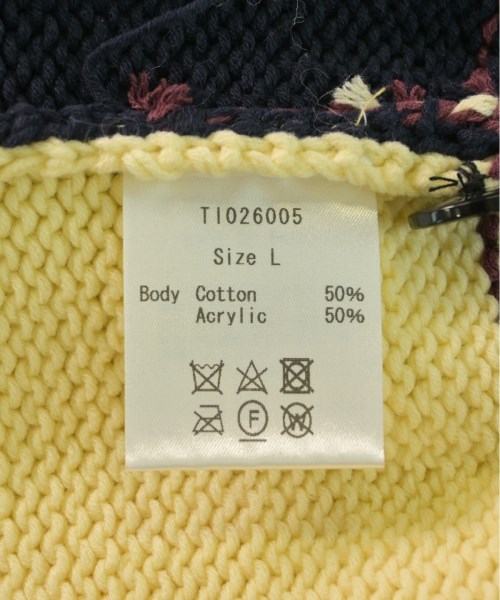 TI026005
Size L
Body Cotton 50%
Acrylic 50%
F W